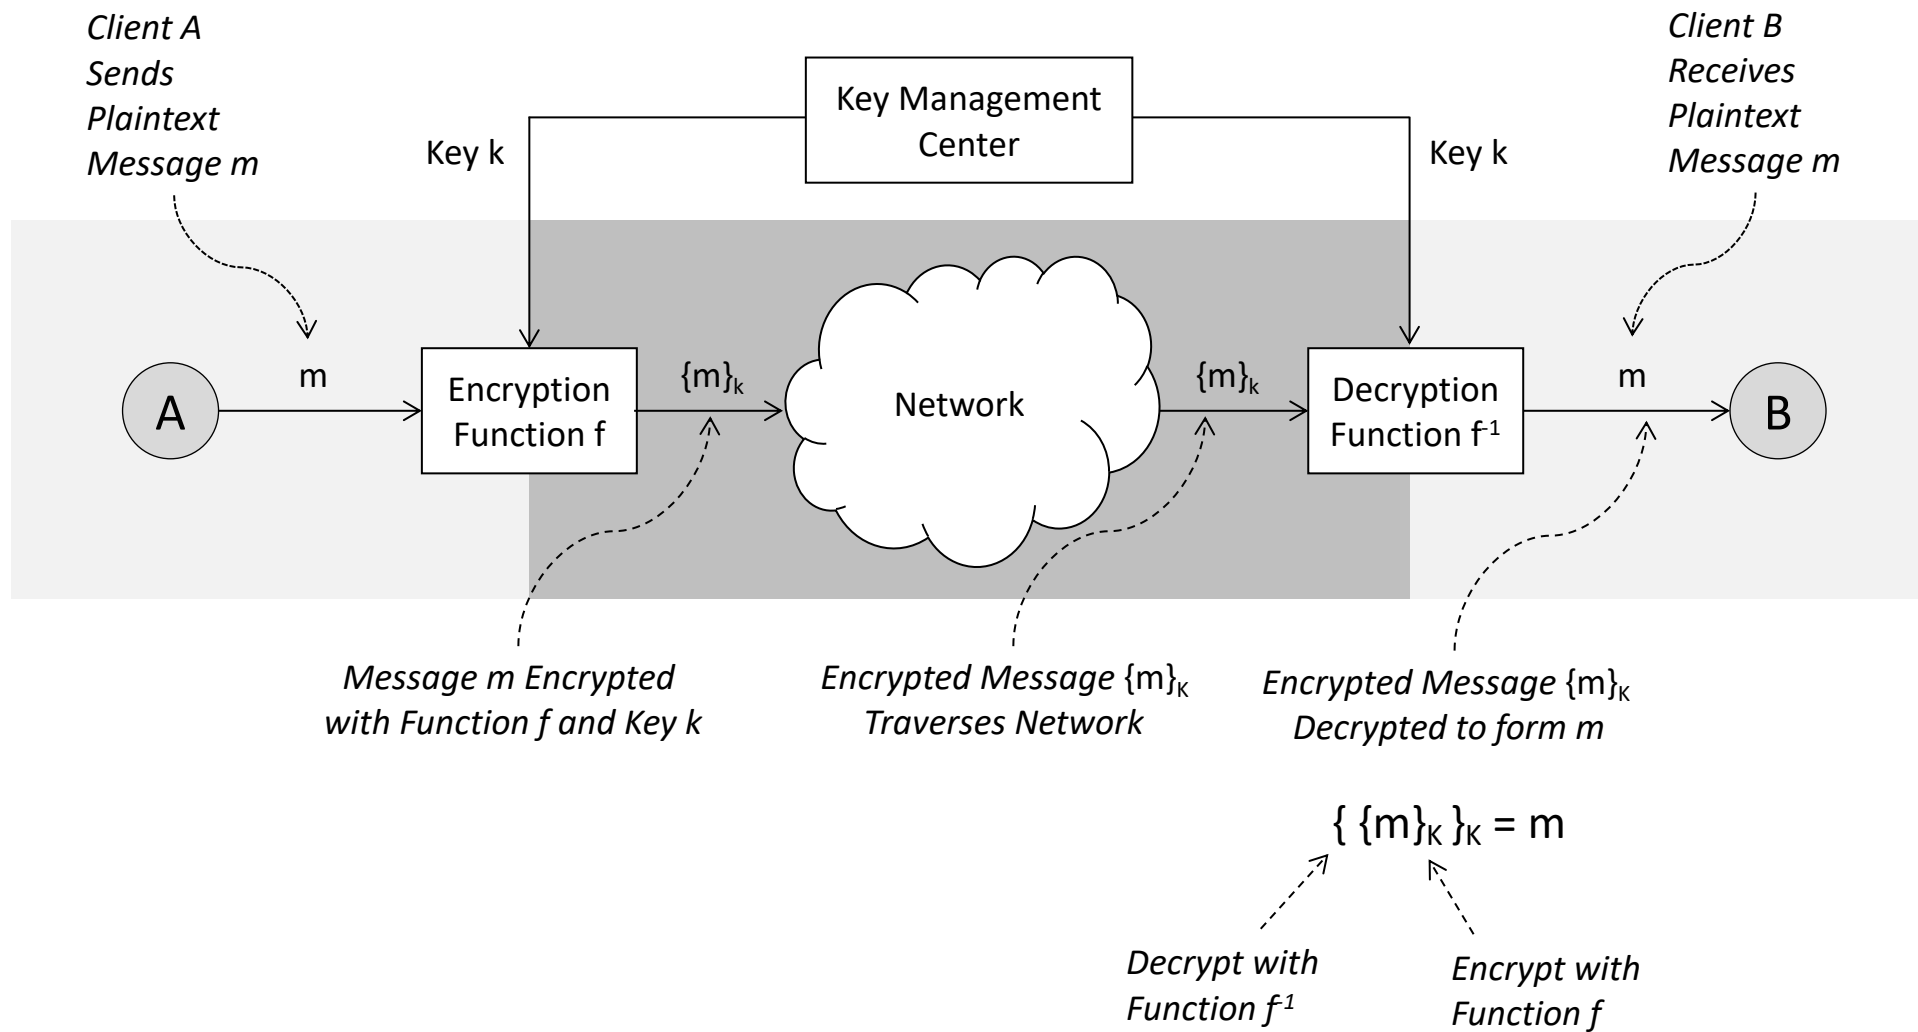 Client A
Sends
Plaintext
Message m
Key Management
Center
Client B
Receives
Plaintext
Message m
Key k
Key k
m
{m}ₖ
{m}ₖ
m
A
Encryption
Function f
Network
Decryption
Function f⁻¹
B
Message m Encrypted
with Function f and Key k
Encrypted Message {m}K
Traverses Network
Encrypted Message {m}K
Decrypted to form m
{ {m}K }K = m
Decrypt with
Function f⁻¹
Encrypt with
Function f